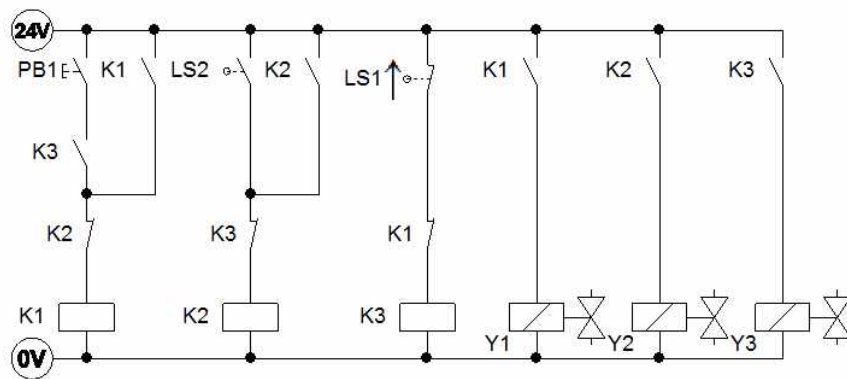 24V
PB1 K1 LS2 K2 LS1 K1 K2 K3
K3
K2 K3 K1
K1 K2 K3
Y1 Y2 Y3
0V